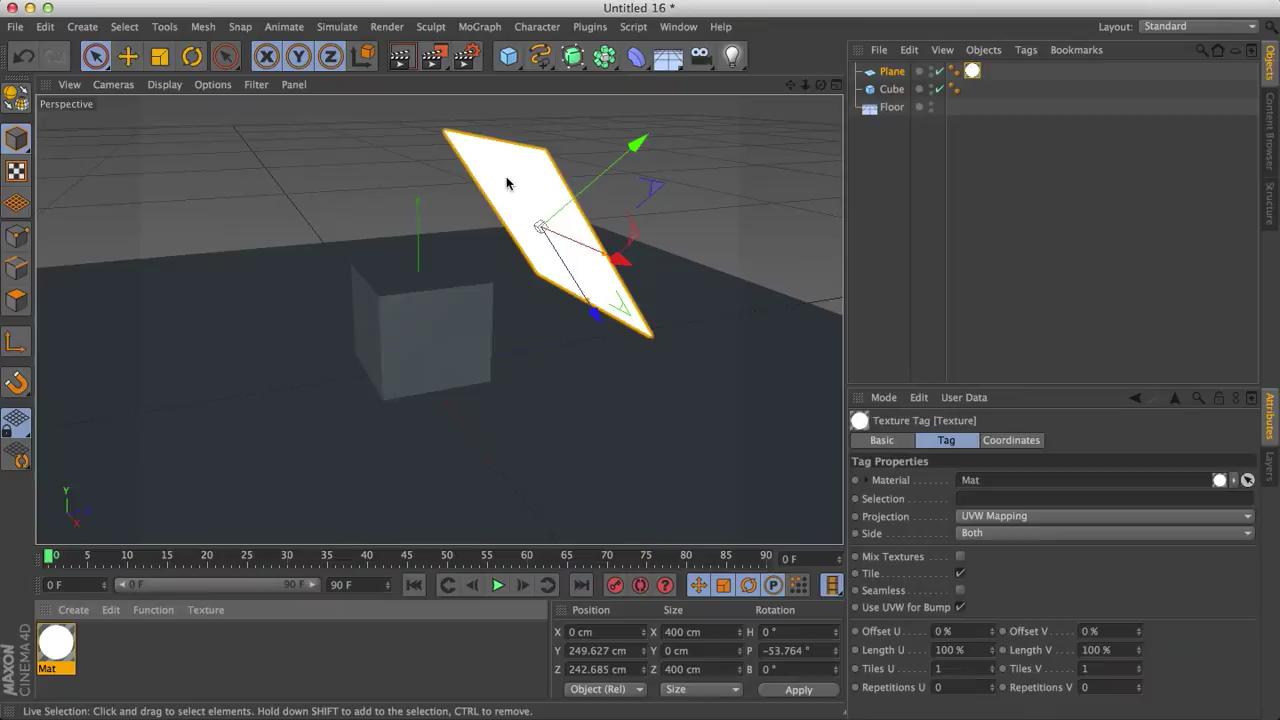 Untitled 16 *
File Edit Create Select Tools Mesh Snap Animate Simulate Render Sculpt MoGraph Character Plugins Script Window Help Layout: Standard
X Y Z
File Edit View Objects Tags Bookmarks
Plane
Cube
Floor
Objects
Content Browser
Structure
View Cameras Display Options Filter Panel
Perspective
Y
X
Mode Edit User Data
Texture Tag [Texture]
Basic Tag Coordinates
Tag Properties
Material Mat
Selection
Projection UVW Mapping
Side Both
Mix Textures
Tile
Seamless
Use UVW for Bump
Offset U 0 % Offset V 0 %
Length U 100 % Length V 100 %
Tiles U 1 Tiles V 1
Repetitions U 0 Repetitions V 0
Attributes
Layers
0 5 10 15 20 25 30 35 40 45 50 55 60 65 70 75 80 85 90 0 F
0 F 0 F 90 F 90 F
P
Create Edit Function Texture
Mat
Position Size Rotation
X 0 cm X 400 cm H 0 °
Y 249.627 cm Y 0 cm P -53.764 °
Z 242.685 cm Z 400 cm B 0 °
Object (Rel) Size Apply
MAXON
CINEMA 4D
Live Selection: Click and drag to select elements. Hold down SHIFT to add to the selection, CTRL to remove.